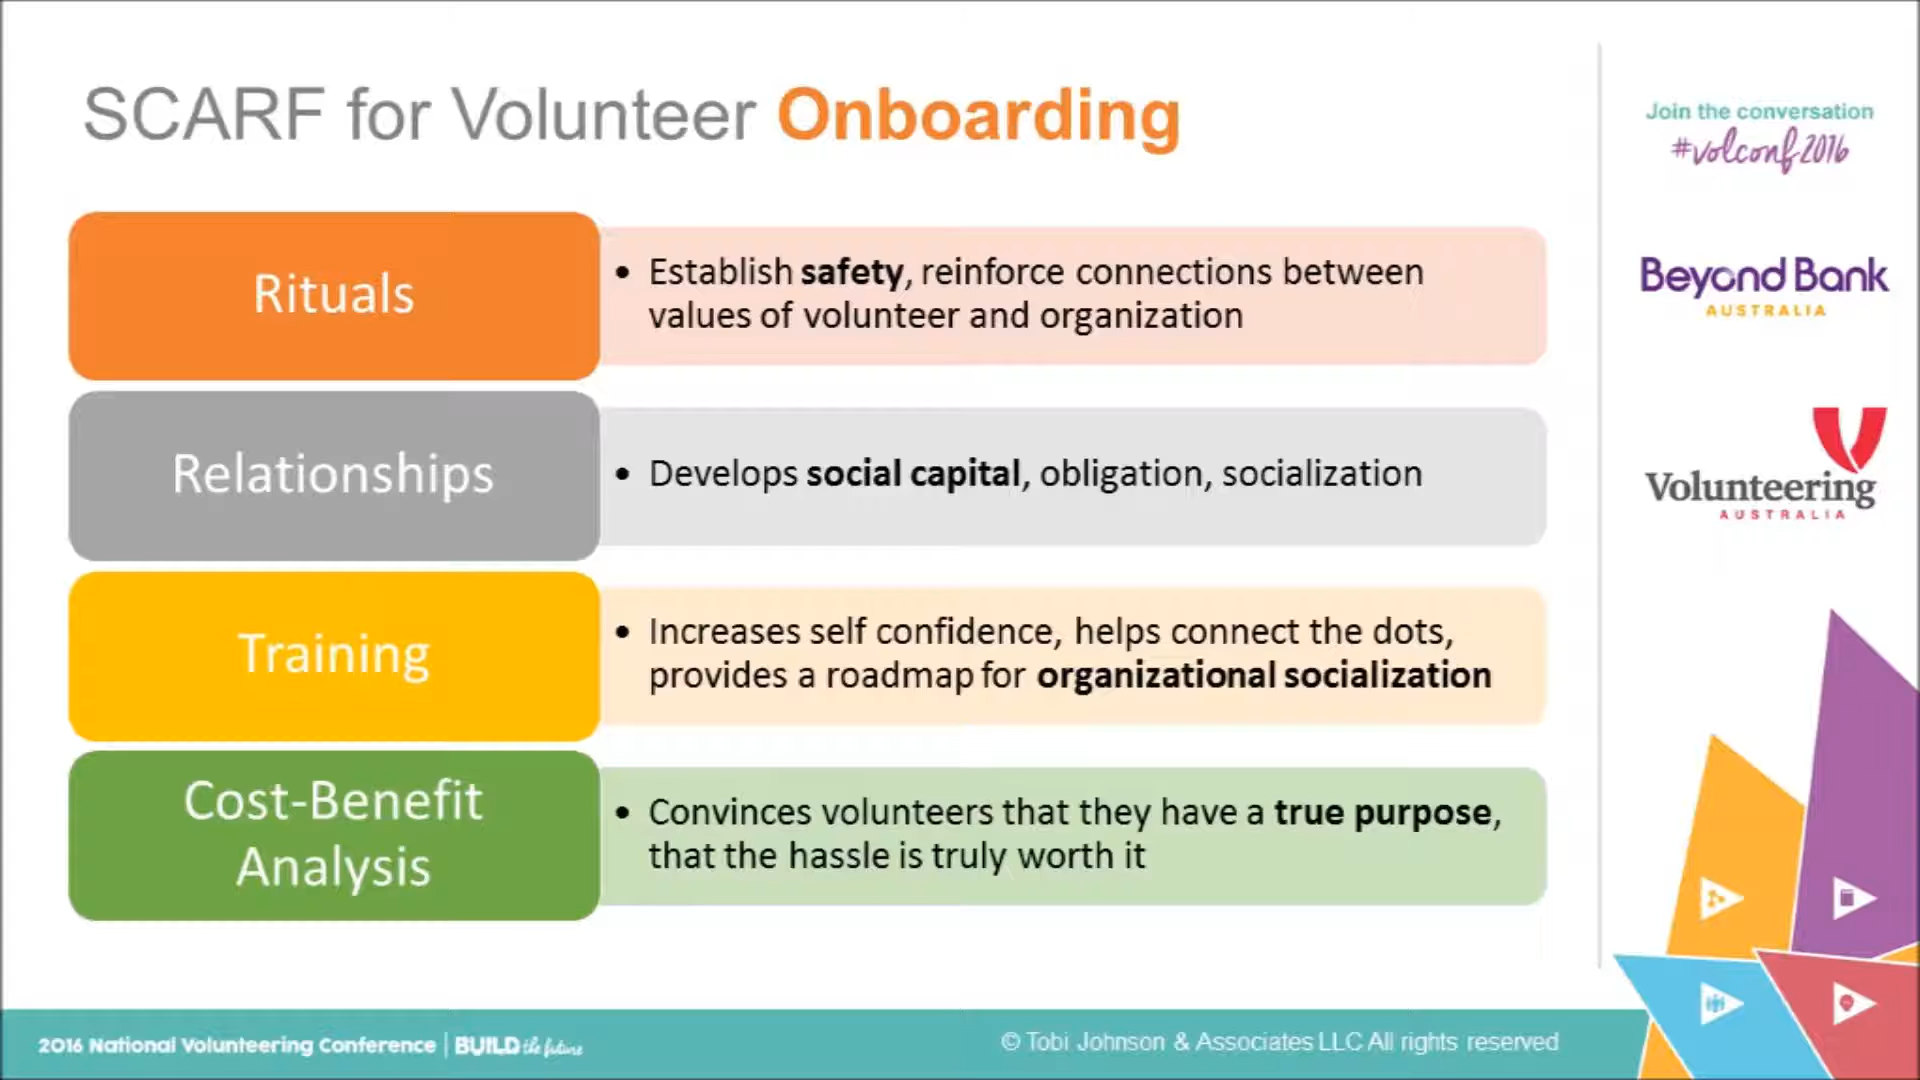 SCARF for Volunteer Onboarding
Rituals
• Establish safety, reinforce connections between
values of volunteer and organization
Relationships
• Develops social capital, obligation, socialization
Training
• Increases self confidence, helps connect the dots,
provides a roadmap for organizational socialization
Cost-Benefit
Analysis
• Convinces volunteers that they have a true purpose,
that the hassle is truly worth it
Join the conversation
#volconf2016
Beyond Bank
AUSTRALIA
Volunteering
AUSTRALIA
2016 National Volunteering Conference | BUILD the future
© Tobi Johnson & Associates LLC All rights reserved